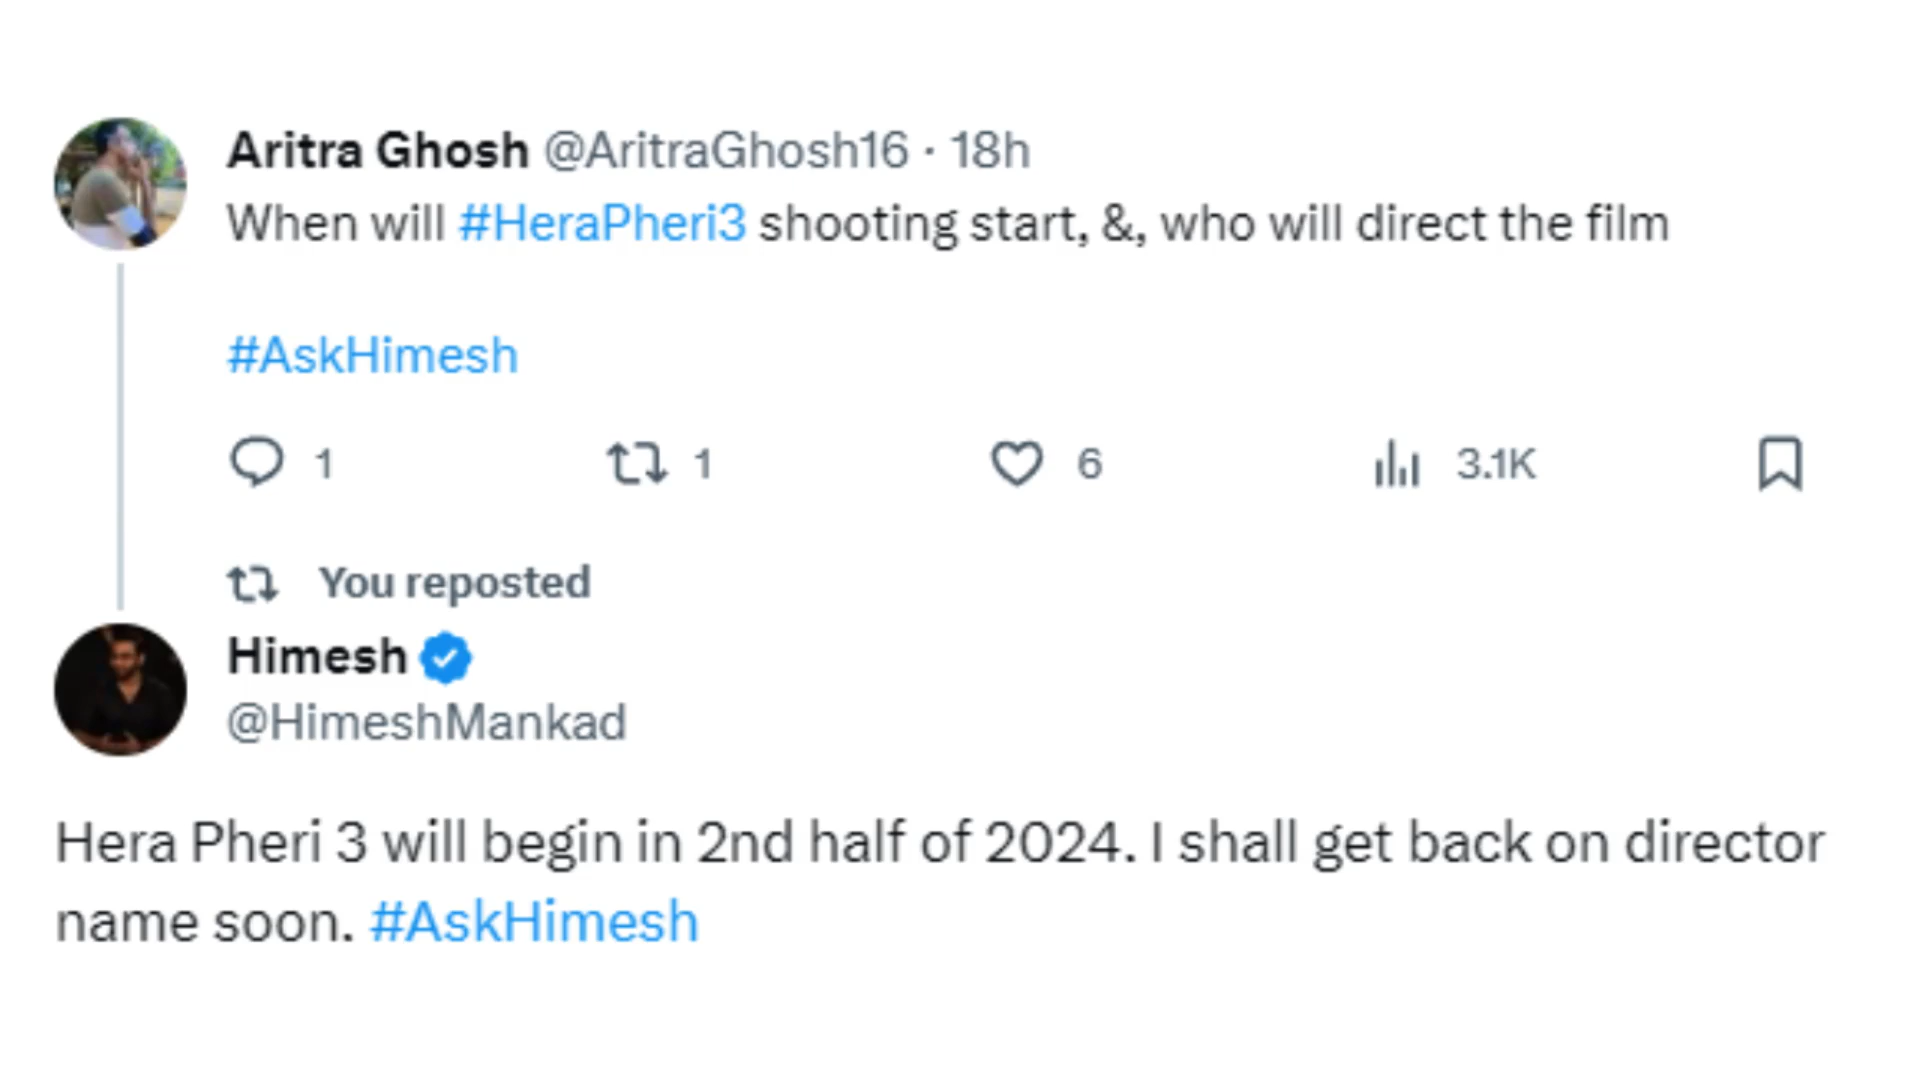 Aritra Ghosh @AritraGhosh16 · 18h
When will #HeraPheri3 shooting start, &, who will direct the film
#AskHimesh
1 1 6 3.1K
You reposted
Himesh
@HimeshMankad
Hera Pheri 3 will begin in 2nd half of 2024. I shall get back on director
name soon. #AskHimesh